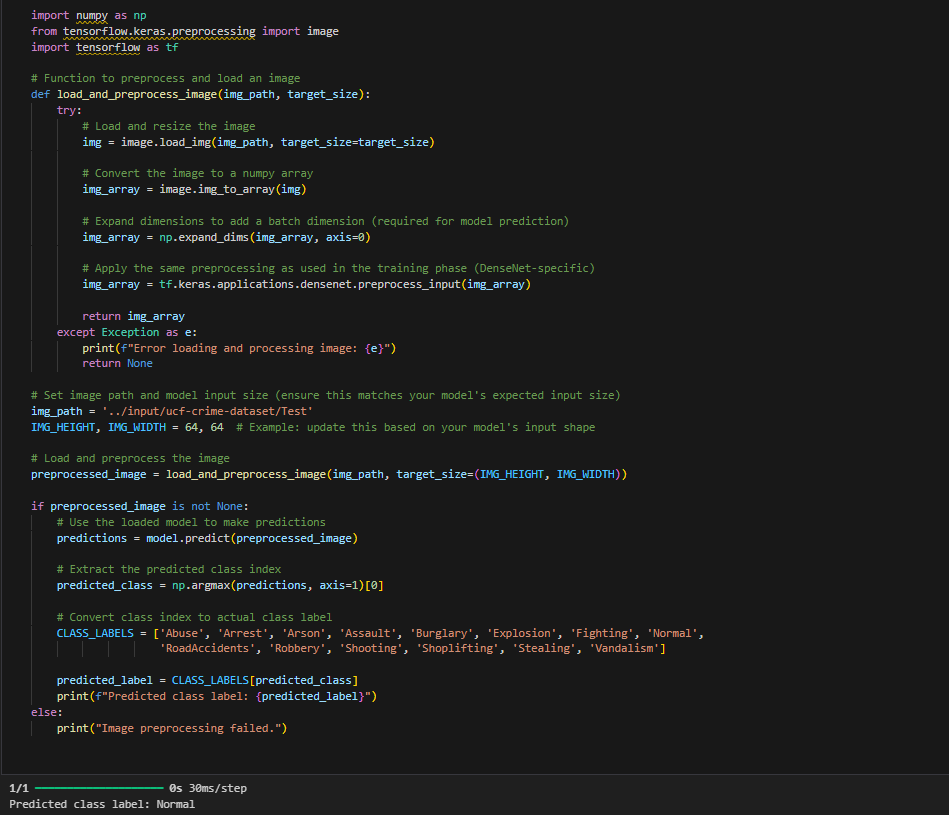 import numpy as np
from tensorflow.keras.preprocessing import image
import tensorflow as tf
# Function to preprocess and load an image
def load_and_preprocess_image(img_path, target_size):
try:
# Load and resize the image
img = image.load_img(img_path, target_size=target_size)
# Convert the image to a numpy array
img_array = image.img_to_array(img)
# Expand dimensions to add a batch dimension (required for model prediction)
img_array = np.expand_dims(img_array, axis=0)
# Apply the same preprocessing as used in the training phase (DenseNet-specific)
img_array = tf.keras.applications.densenet.preprocess_input(img_array)
return img_array
except Exception as e:
print(f"Error loading and processing image: {e}")
return None
# Set image path and model input size (ensure this matches your model's expected input size)
img_path = '../input/ucf-crime-dataset/Test'
IMG_HEIGHT, IMG_WIDTH = 64, 64  # Example: update this based on your model's input shape
# Load and preprocess the image
preprocessed_image = load_and_preprocess_image(img_path, target_size=(IMG_HEIGHT, IMG_WIDTH))
if preprocessed_image is not None:
# Use the loaded model to make predictions
predictions = model.predict(preprocessed_image)
# Extract the predicted class index
predicted_class = np.argmax(predictions, axis=1)[0]
# Convert class index to actual class label
CLASS_LABELS = ['Abuse', 'Arrest', 'Arson', 'Assault', 'Burglary', 'Explosion', 'Fighting', 'Normal',
'RoadAccidents', 'Robbery', 'Shooting', 'Shoplifting', 'Stealing', 'Vandalism']
predicted_label = CLASS_LABELS[predicted_class]
print(f"Predicted class label: {predicted_label}")
else:
print("Image preprocessing failed.")
1/1 0s 30ms/step
Predicted class label: Normal